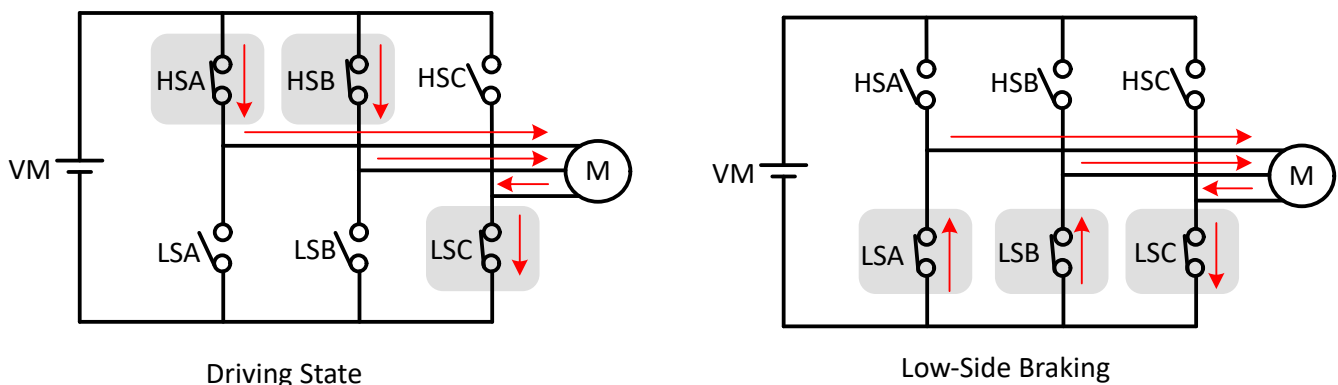 HSA
HSB
HSC
VM
M
LSA
LSB
LSC
Driving State
HSA
HSB
HSC
VM
M
LSA
LSB
LSC
Low-Side Braking